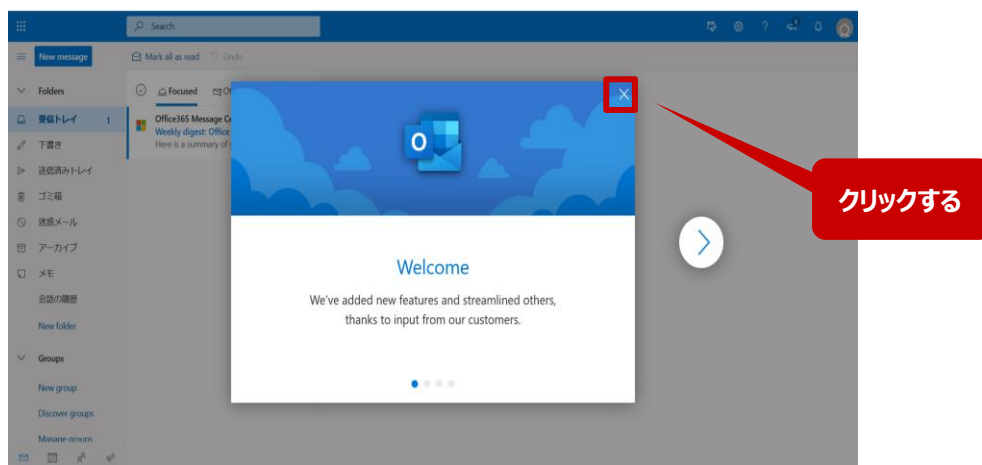 Search
New message
Mark all as read
Undo
Folders
Focused
受信トレイ 1
下書き
送信済みトレイ
ゴミ箱
迷惑メール
アーカイブ
メモ
会話の履歴
New folder
Groups
New group
Discover groups
Manage groups
Office365 Message
Weekly digest: Office
Here is a summary of
O
Welcome
We've added new features and streamlined others,
thanks to input from our customers.
クリックする